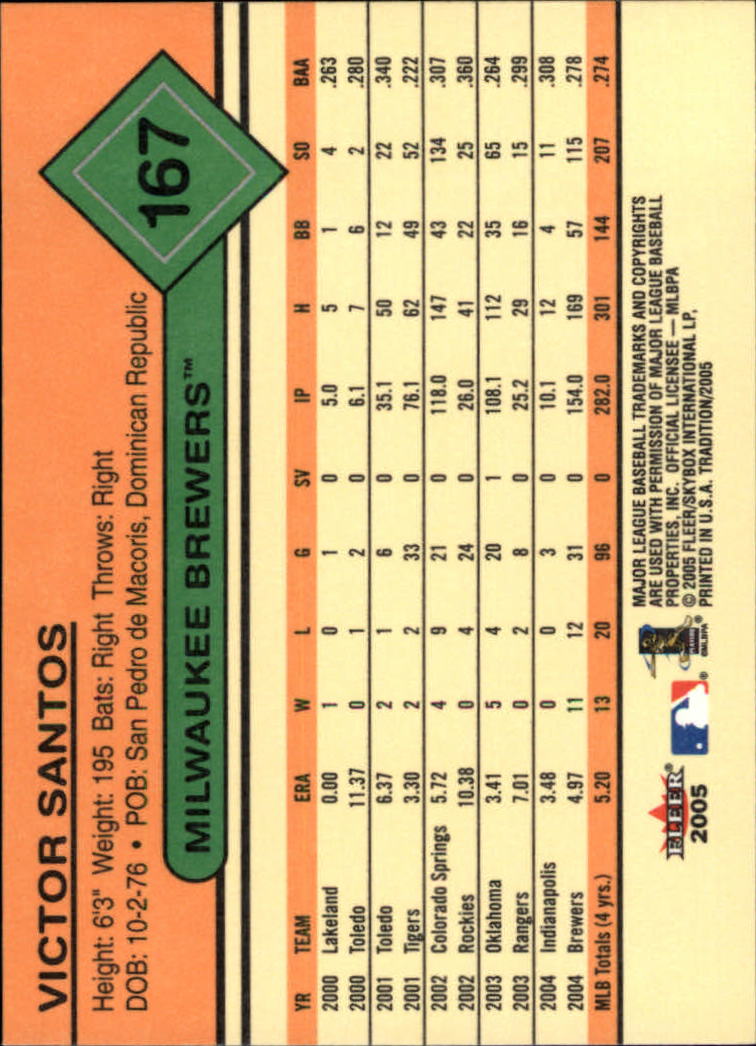 VICTOR SANTOS
Height: 6'3" Weight: 195 Bats: Right Throws: Right
DOB: 10-2-76 • POB: San Pedro de Macoris, Dominican Republic
167
MILWAUKEE BREWERS™
YR TEAM ERA W L G SV IP H BB SO BAA
2000 Lakeland 0.00 1 0 1 0 5.0 5 1 4 .263
2000 Toledo 11.37 0 1 2 0 6.1 7 6 2 .280
2001 Toledo 6.37 2 1 6 0 35.1 50 12 22 .340
2001 Tigers 3.30 2 2 33 0 76.1 62 49 52 .222
2002 Colorado Springs 5.72 4 9 21 0 118.0 147 43 134 .307
2002 Rockies 10.38 0 4 24 0 26.0 41 22 25 .360
2003 Oklahoma 3.41 5 4 20 1 108.1 112 35 65 .264
2003 Rangers 7.01 0 2 8 0 25.2 29 16 15 .299
2004 Indianapolis 3.48 0 0 3 0 10.1 12 4 11 .308
2004 Brewers 4.97 11 12 31 0 154.0 169 57 115 .278
MLB Totals (4 yrs.) 5.20 13 20 96 0 282.0 301 144 207 .274
FLEER®
2005
®
©MLBPA
MAJOR LEAGUE BASEBALL TRADEMARKS AND COPYRIGHTS
ARE USED WITH PERMISSION OF MAJOR LEAGUE BASEBALL
PROPERTIES, INC. OFFICIAL LICENSEE — MLBPA
© 2005 FLEER/SKYBOX INTERNATIONAL LP,
PRINTED IN U.S.A. TRADITION/2005